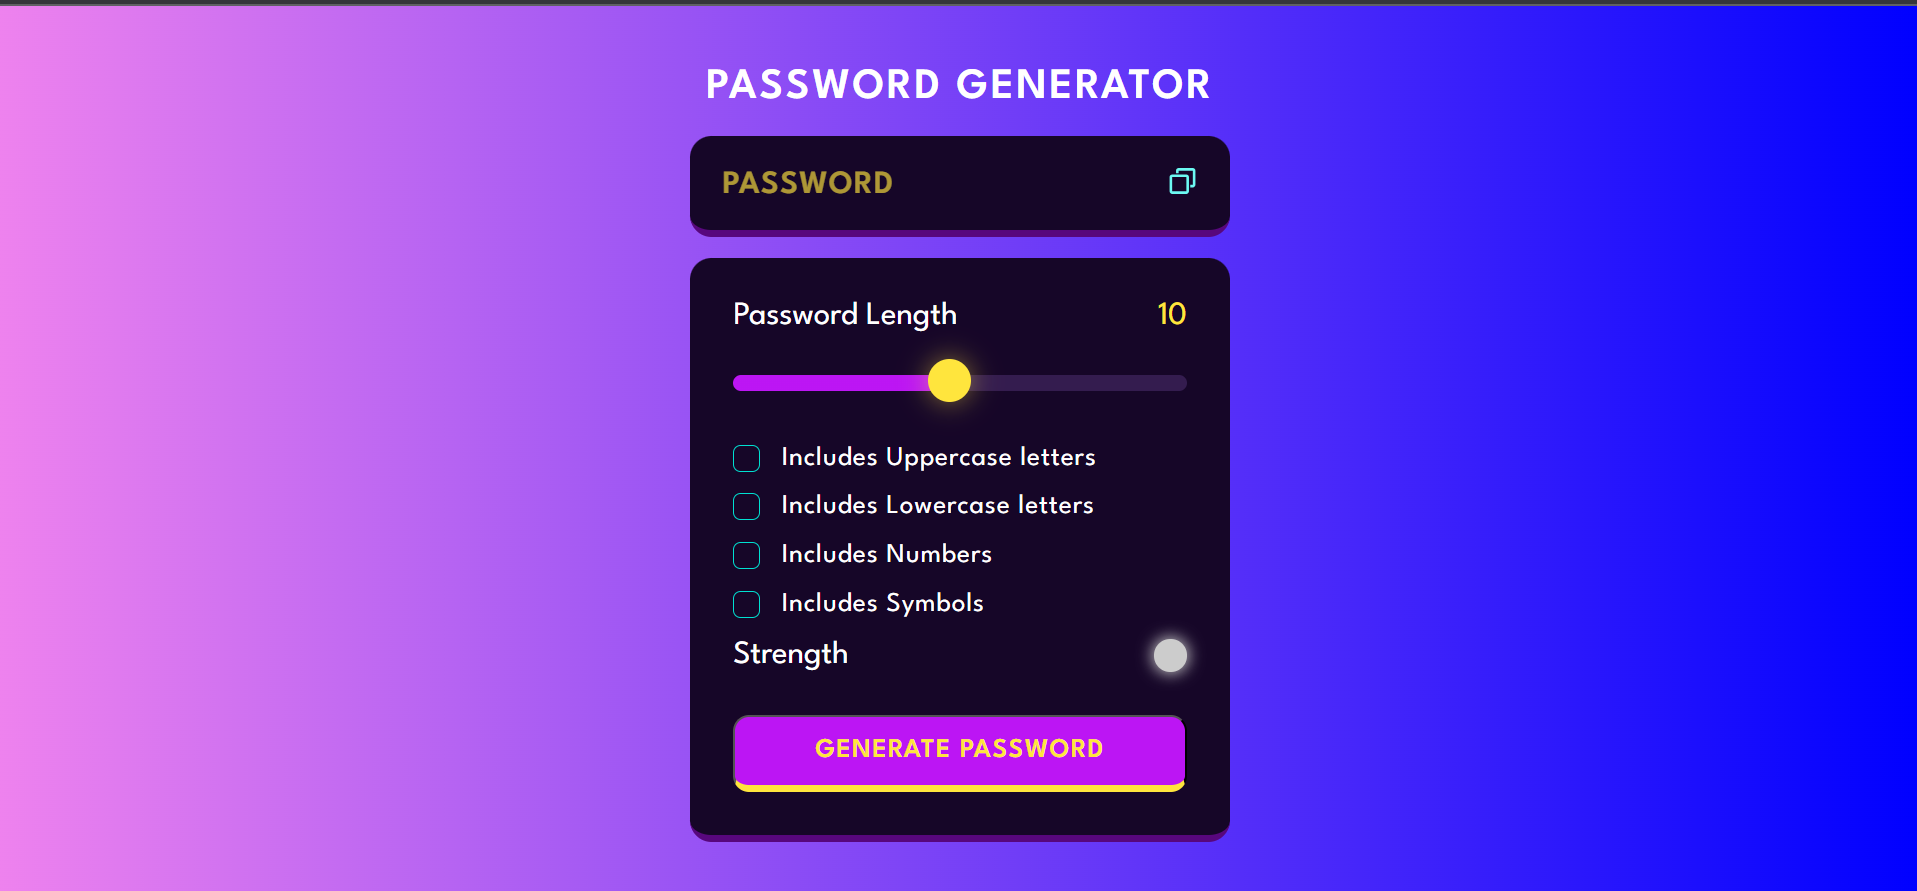 PASSWORD GENERATOR
PASSWORD
Password Length 10
Includes Uppercase letters
Includes Lowercase letters
Includes Numbers
Includes Symbols
Strength
GENERATE PASSWORD